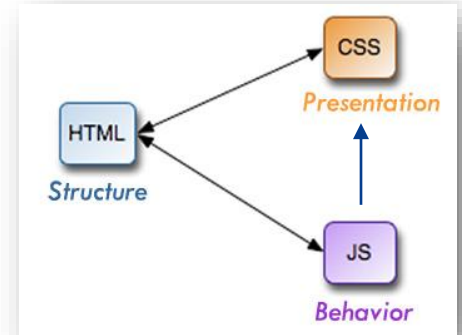 CSS
Presentation
HTML
Structure
JS
Behavior